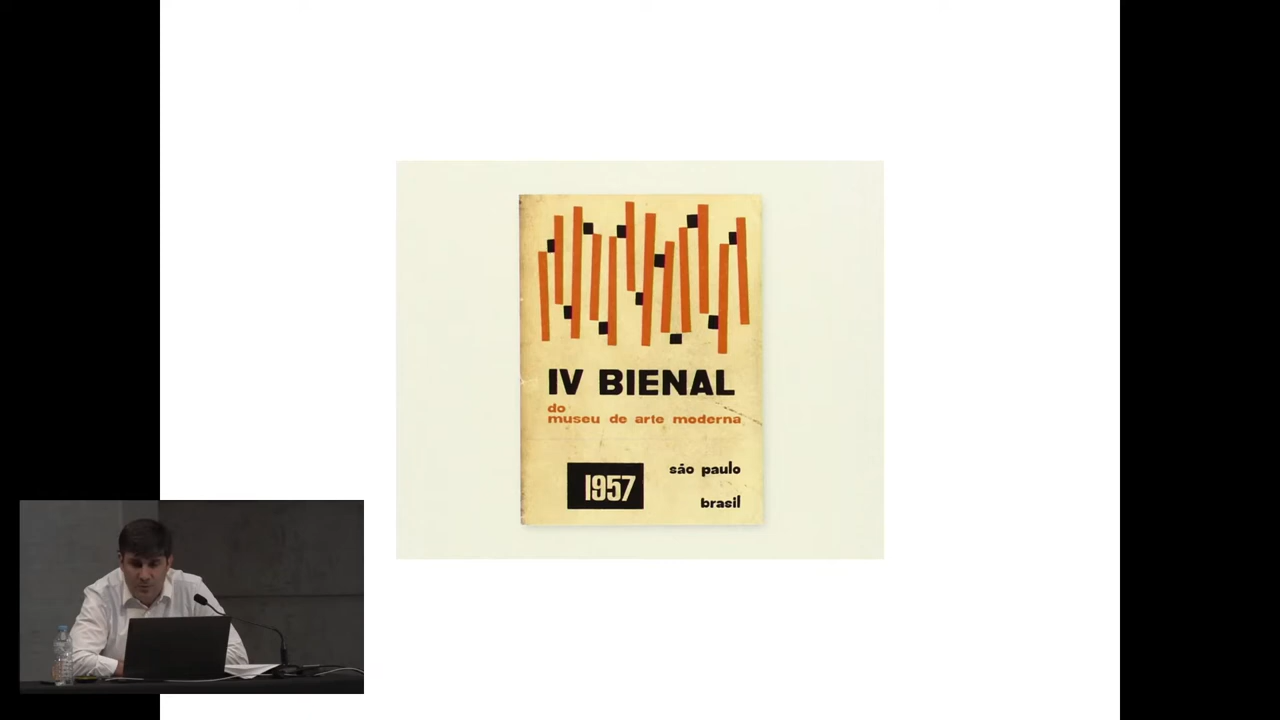 IV BIENAL
do
museu de arte moderna
1957
são paulo
brasil